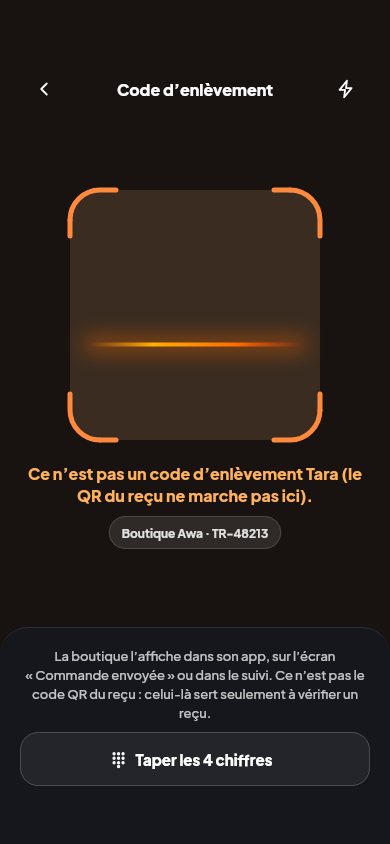 Code d’enlèvement
Ce n’est pas un code d’enlèvement Tara (le
QR du reçu ne marche pas ici).
Boutique Awa · TR-48213
La boutique l’affiche dans son app, sur l’écran
« Commande envoyée » ou dans le suivi. Ce n’est pas le
code QR du reçu : celui-là sert seulement à vérifier un
reçu.
Taper les 4 chiffres